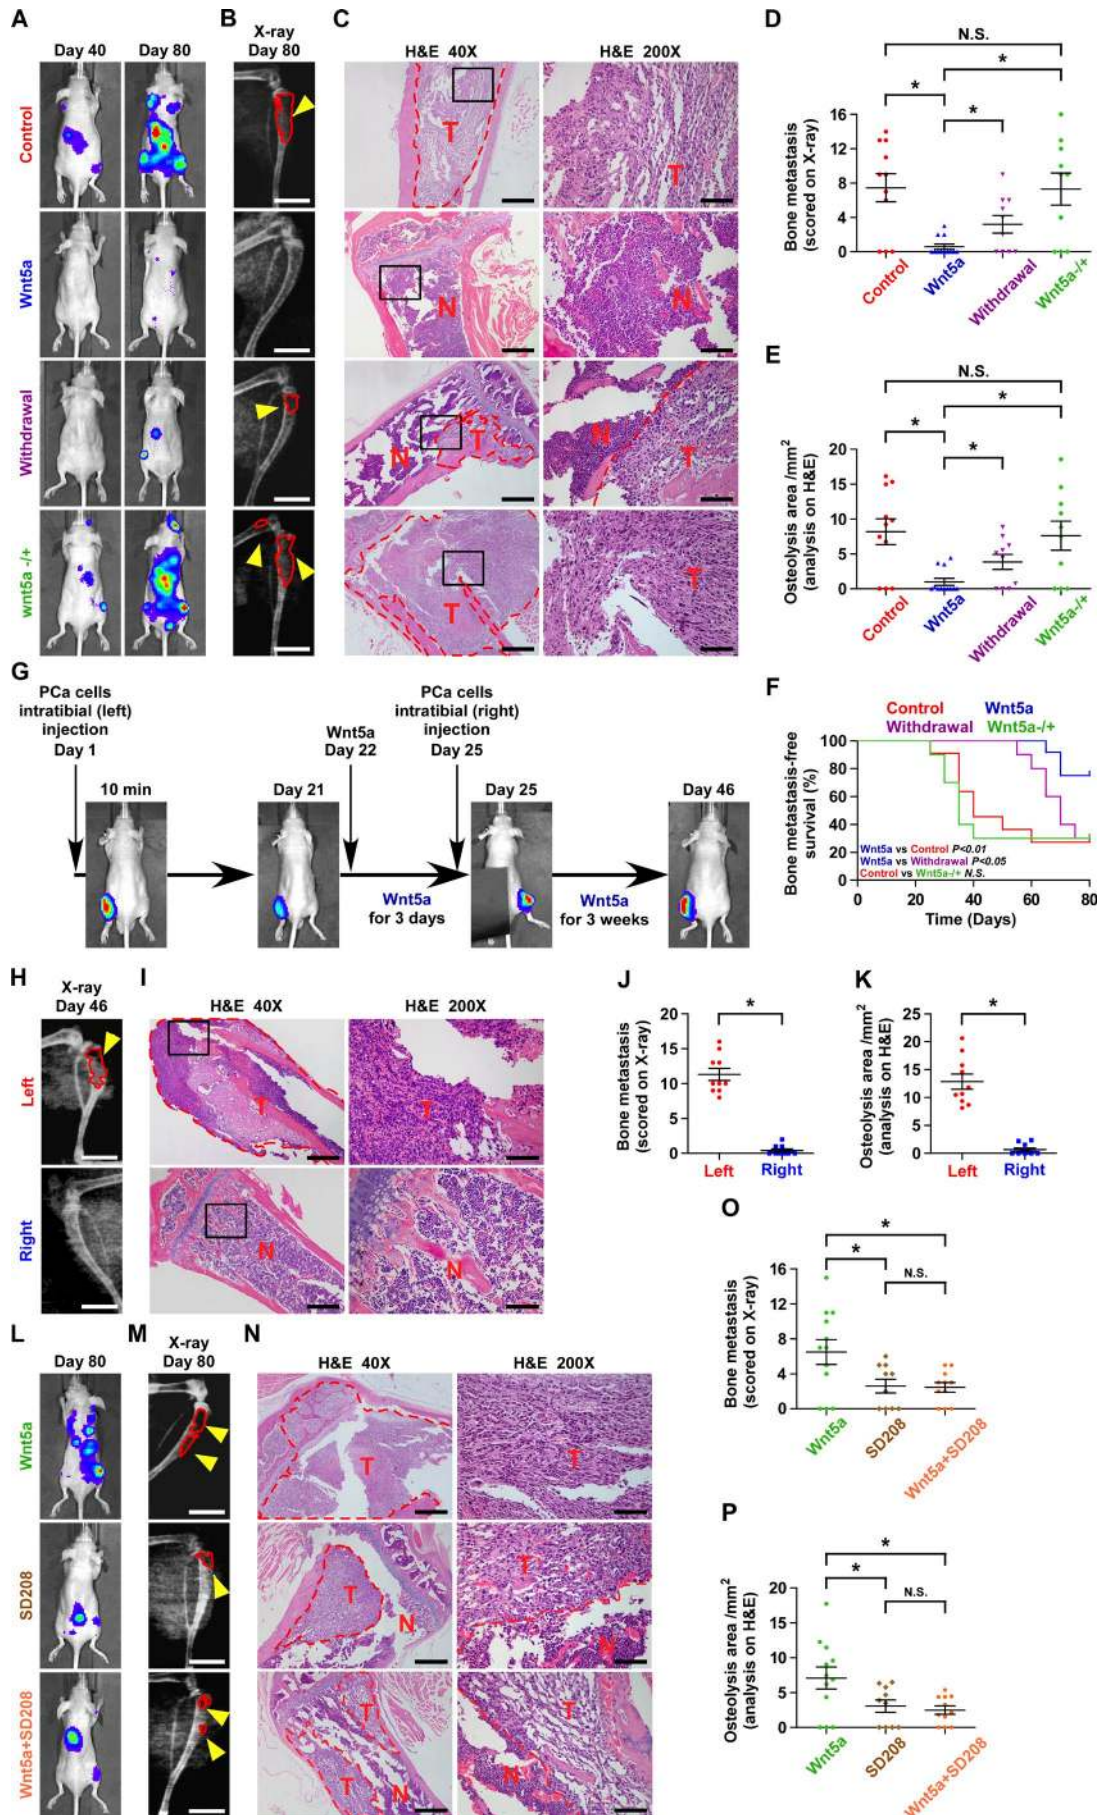 A
Day 40
Day 80
Control
Wnt5a
Withdrawal
wnt5a -/+
B
X-ray
Day 80
C
H&E 40X
H&E 200X
T
T
N
N
N
T
N
T
T
T
D
N.S.
*
*
*
Bone metastasis
(scored on X-ray)
16
12
8
4
0
Control
Wnt5a
Withdrawal
Wnt5a-/+
E
N.S.
*
*
*
Osteolysis area /mm²
(analysis on H&E)
20
15
10
5
0
Control
Wnt5a
Withdrawal
Wnt5a-/+
G
PCa cells
intratibial (left)
injection
Day 1
10 min
Day 21
Wnt5a
Day 22
PCa cells
intratibial (right)
injection
Day 25
Day 25
Day 46
Wnt5a
for 3 days
Wnt5a
for 3 weeks
F
Control
Wnt5a
Withdrawal
Wnt5a-/+
Bone metastasis-free
survival (%)
100
80
60
40
20
0
Wnt5a vs Control P<0.01
Wnt5a vs Withdrawal P<0.05
Control vs Wnt5a-/+ N.S.
0
20
40
60
80
Time (Days)
H
X-ray
Day 46
Left
Right
I
H&E 40X
H&E 200X
T
T
N
N
J
*
Bone metastasis
(scored on X-ray)
20
15
10
5
0
Left
Right
K
*
Osteolysis area /mm²
(analysis on H&E)
25
20
15
10
5
0
Left
Right
L
Day 80
Wnt5a
SD208
Wnt5a+SD208
M
X-ray
Day 80
N
H&E 40X
H&E 200X
T
T
T
N
T
N
T
T
N
T
N
O
*
*
N.S.
Bone metastasis
(scored on X-ray)
16
12
8
4
0
Wnt5a
SD208
Wnt5a+SD208
P
*
*
N.S.
Osteolysis area /mm²
(analysis on H&E)
20
15
10
5
0
Wnt5a
SD208
Wnt5a+SD208